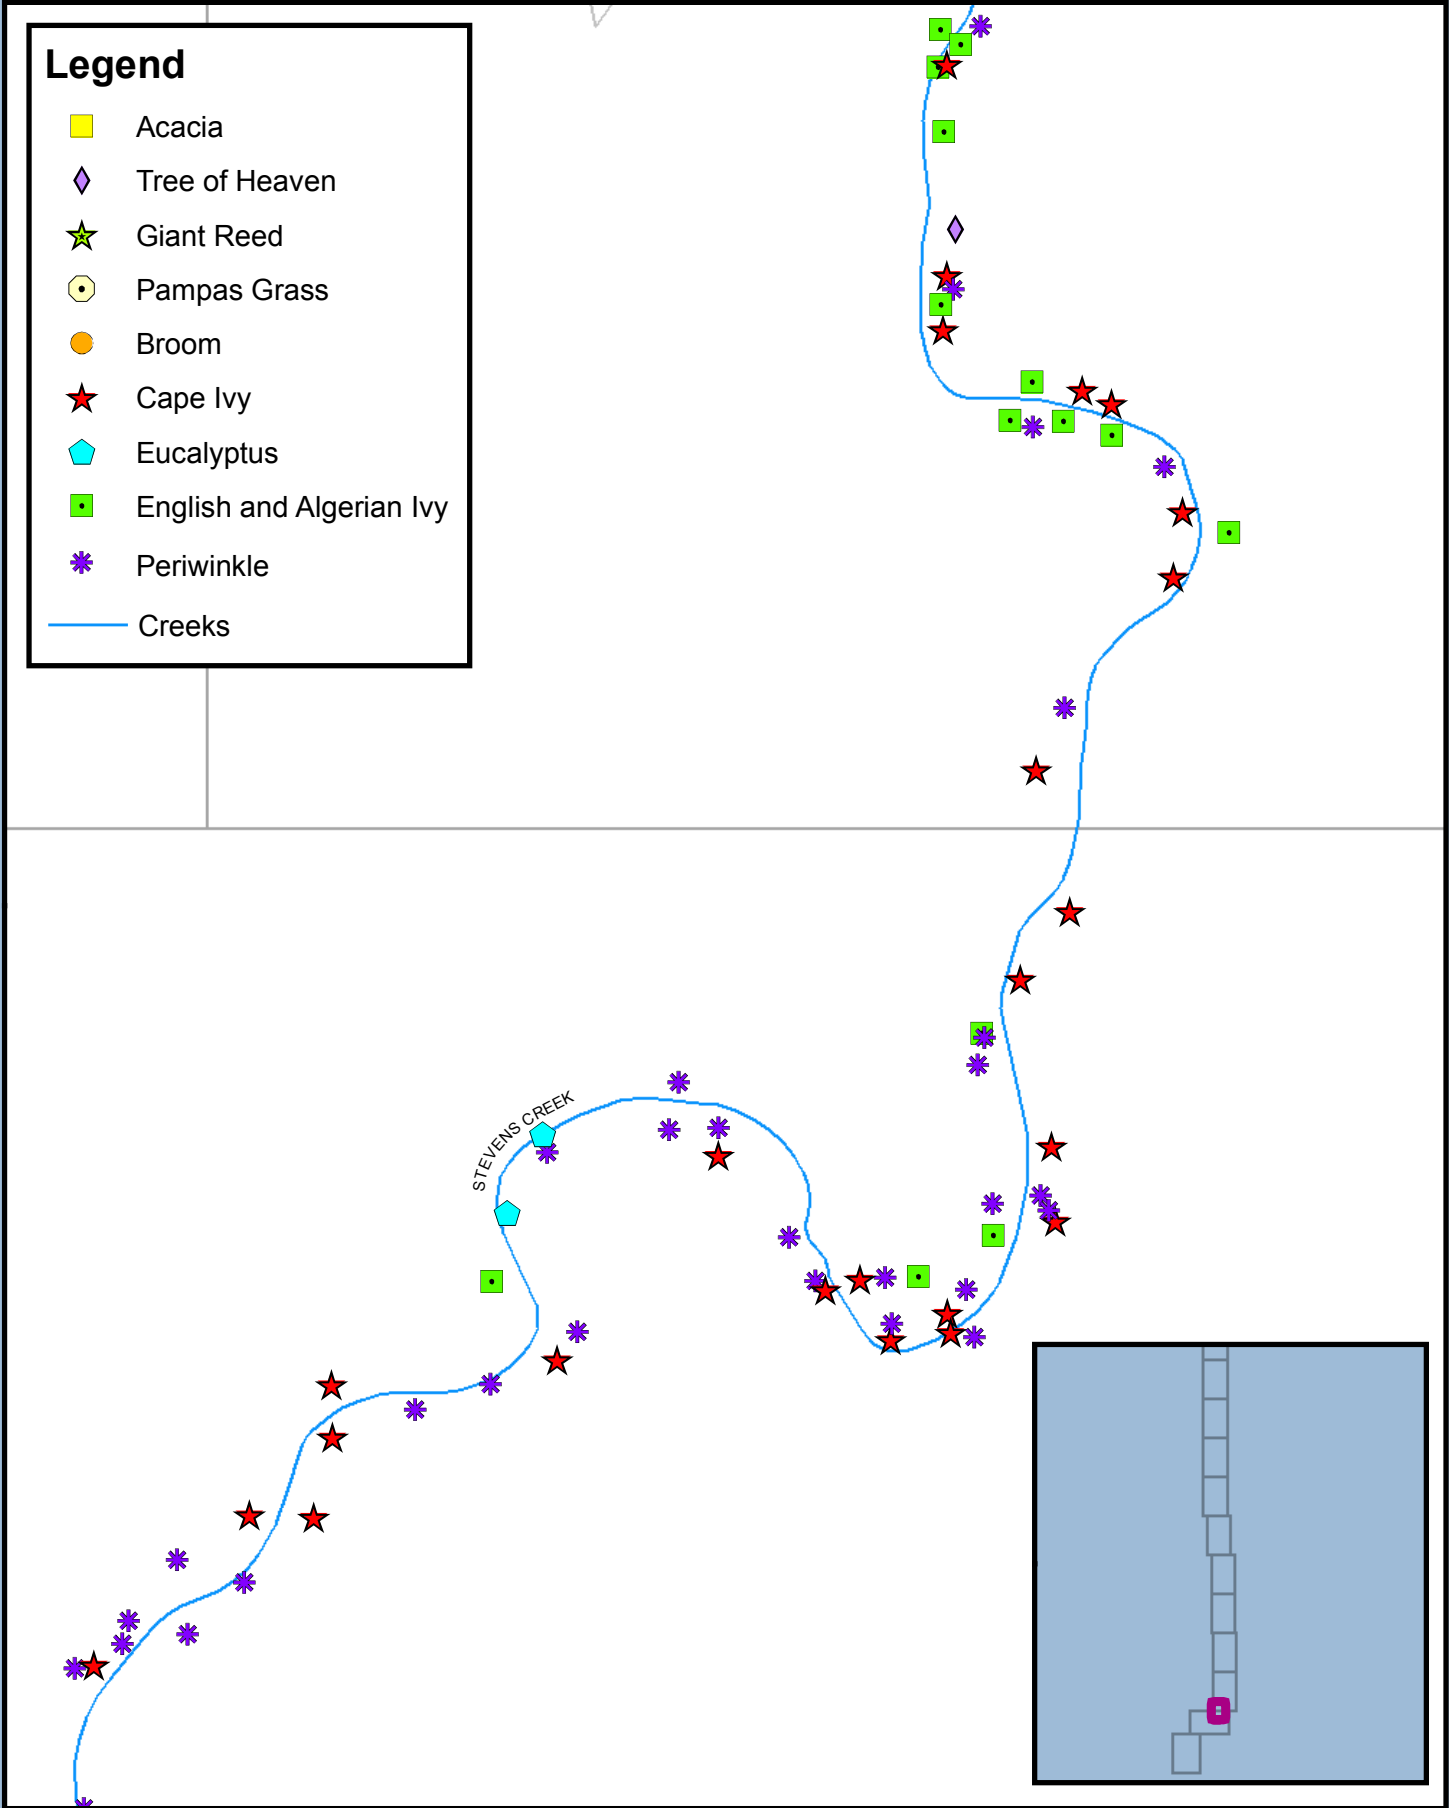 Legend
Acacia
Tree of Heaven
Giant Reed
Pampas Grass
Broom
Cape Ivy
Eucalyptus
English and Algerian Ivy
Periwinkle
Creeks
STEVENS CREEK